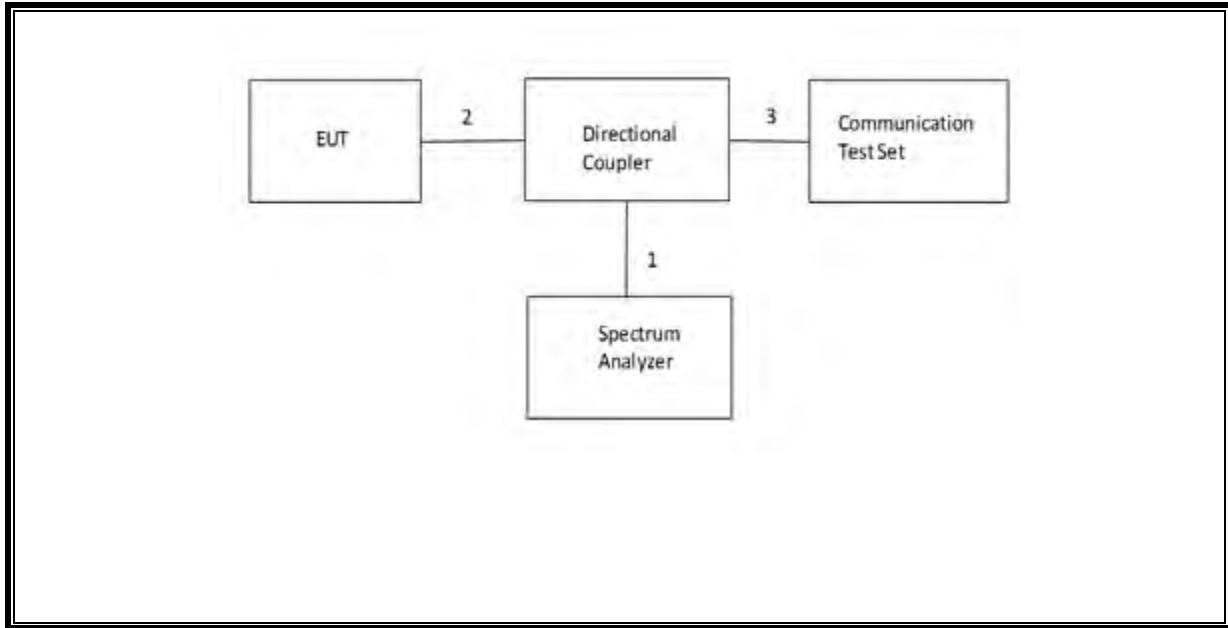 EUT
2
Directional
Coupler
3
Communication
Test Set
1
Spectrum
Analyzer